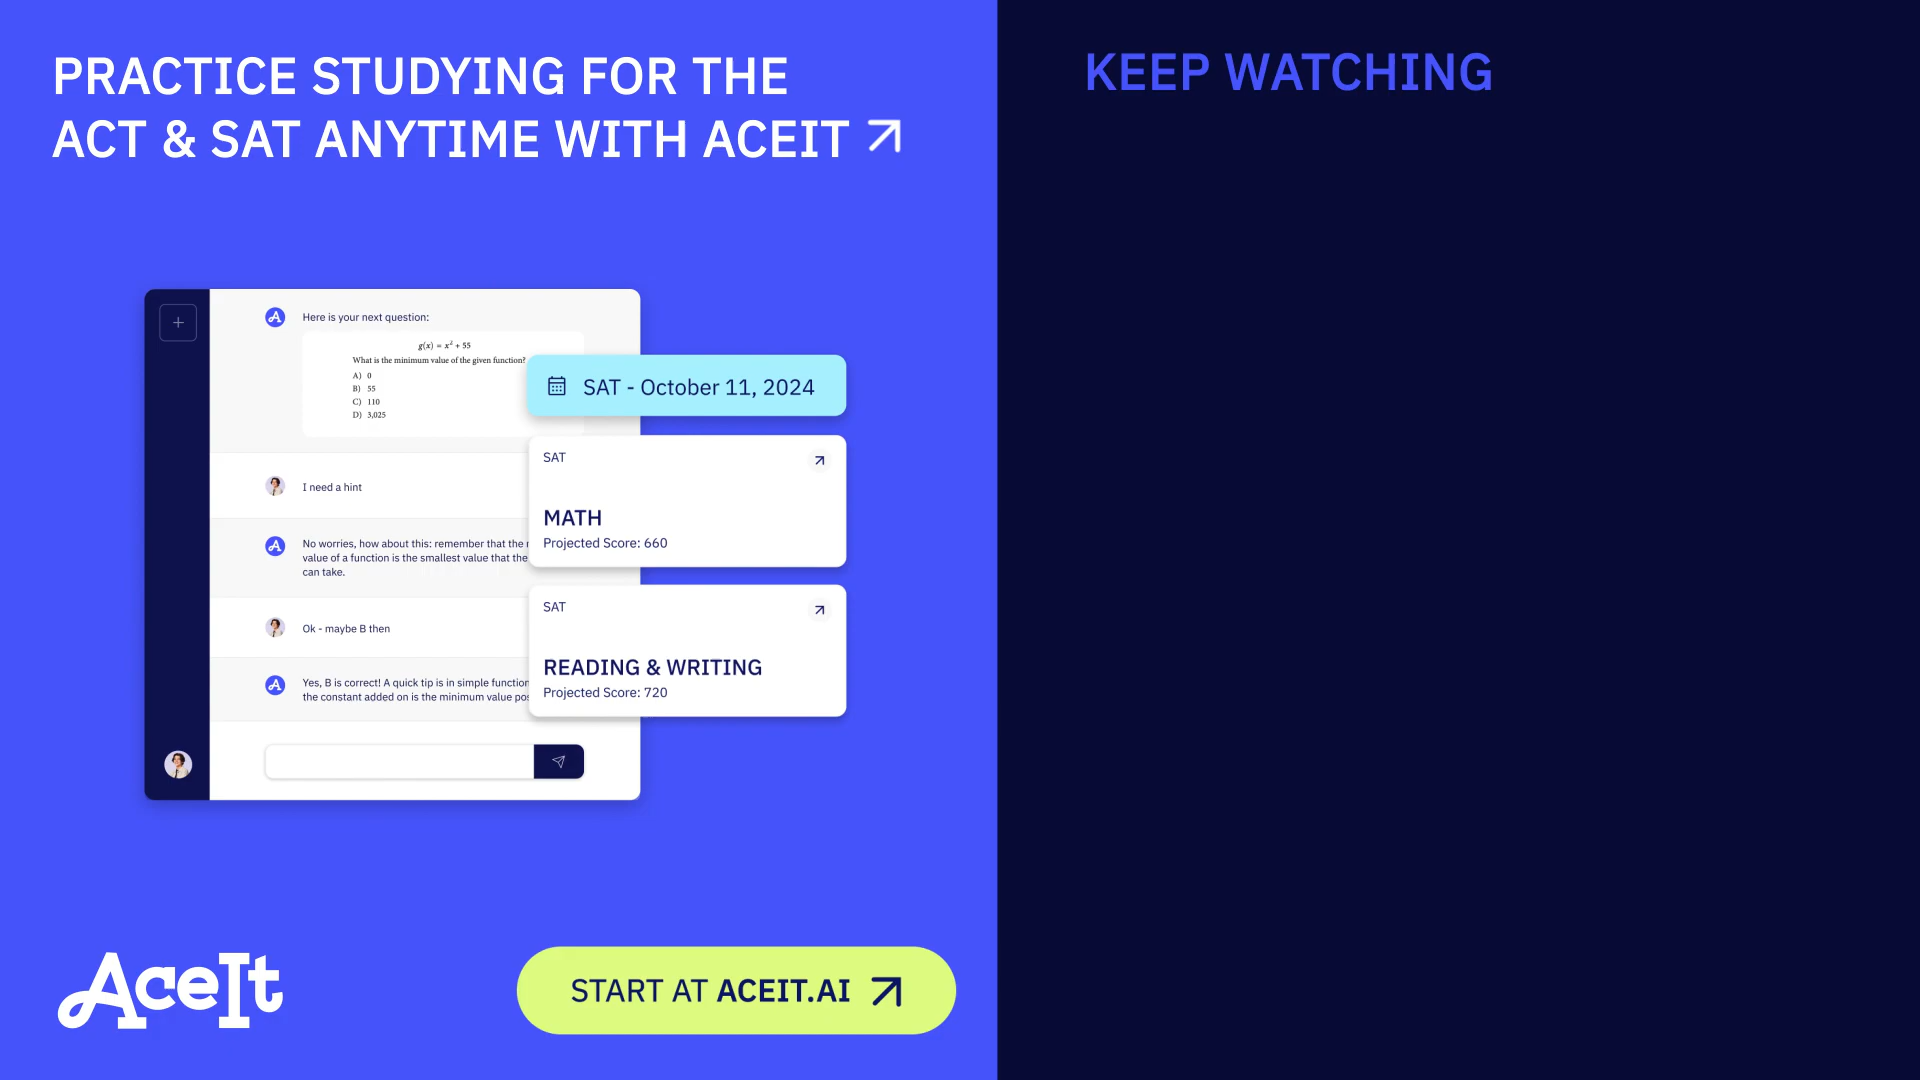 PRACTICE STUDYING FOR THE
ACT & SAT ANYTIME WITH ACEIT
KEEP WATCHING
Here is your next question:
g(x) = x² + 55
What is the minimum value of the given function?
A) 0
B) 55
C) 110
D) 3,025
I need a hint
No worries, how about this: remember that the
value of a function is the smallest value that the
can take.
Ok - maybe B then
Yes, B is correct! A quick tip is in simple function
the constant added on is the minimum value
SAT - October 11, 2024
SAT
MATH
Projected Score: 660
SAT
READING & WRITING
Projected Score: 720
AceIt
START AT ACEIT.AI